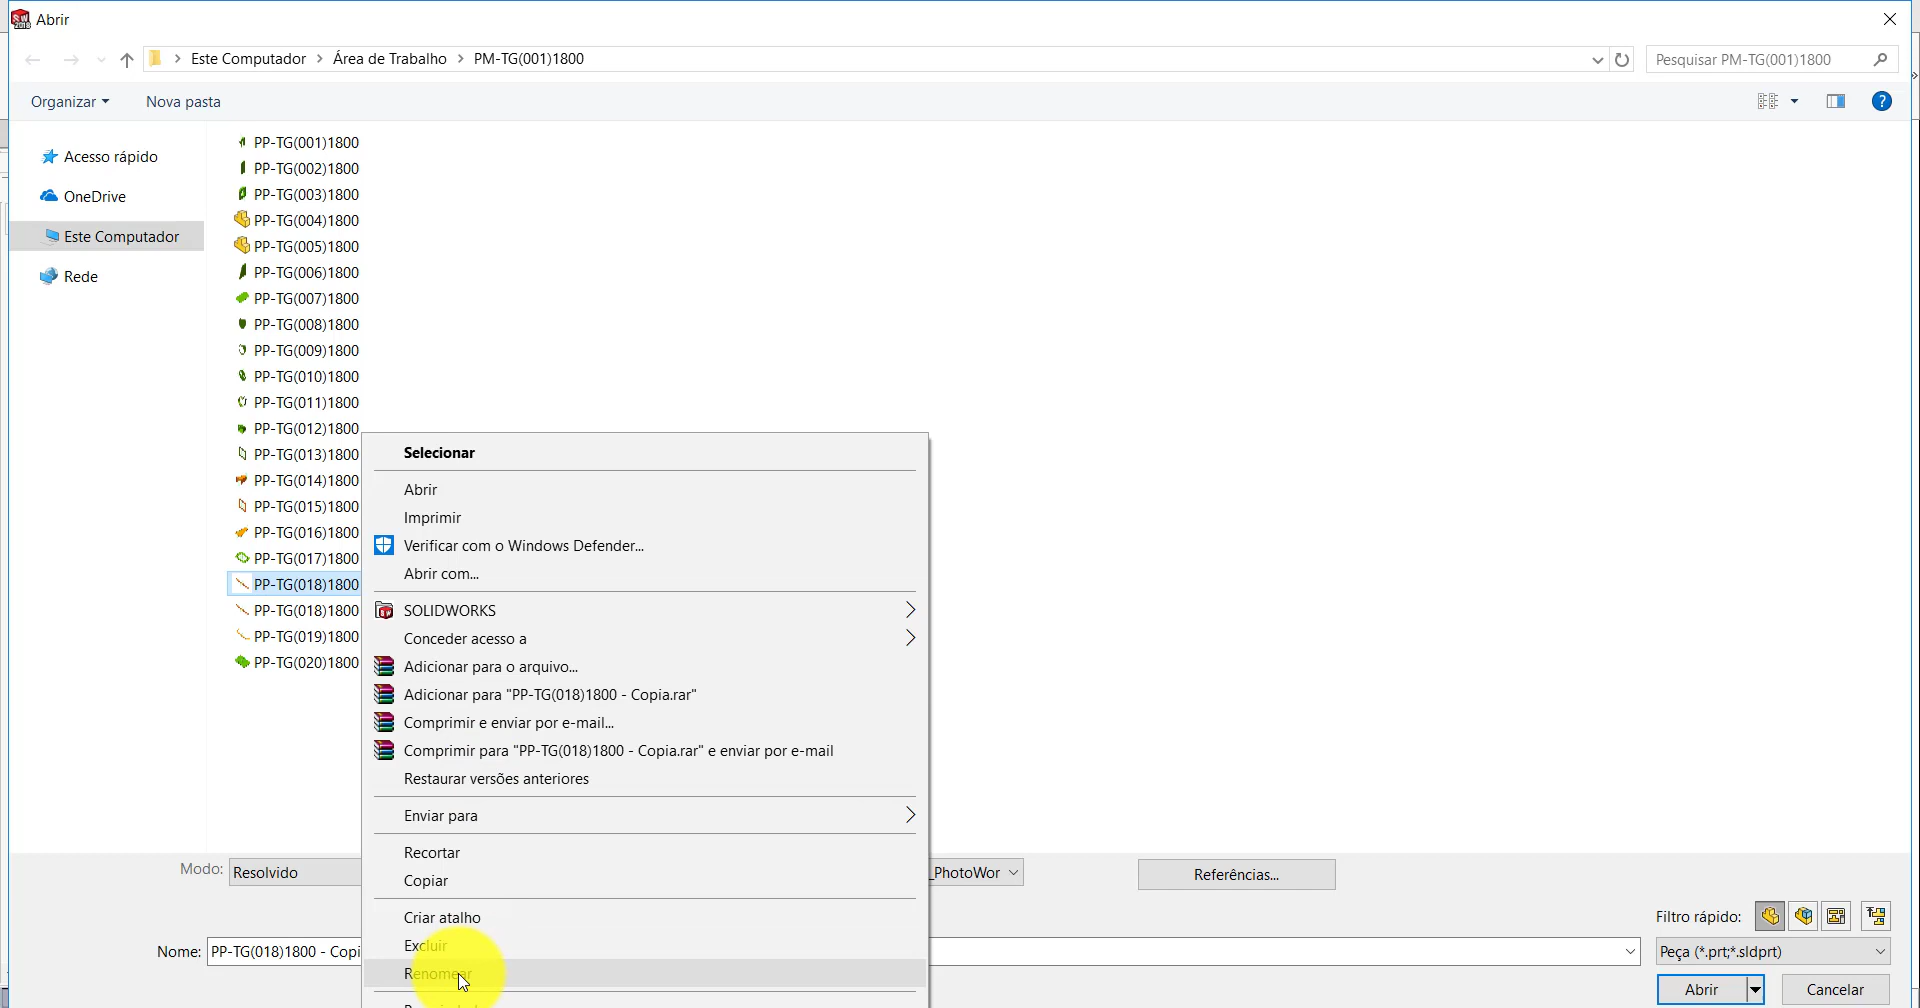 Abrir
Este Computador > Área de Trabalho > PM-TG(001)1800
Pesquisar PM-TG(001)1800
Organizar
Nova pasta
Acesso rápido
OneDrive
Este Computador
Rede
PP-TG(001)1800
PP-TG(002)1800
PP-TG(003)1800
PP-TG(004)1800
PP-TG(005)1800
PP-TG(006)1800
PP-TG(007)1800
PP-TG(008)1800
PP-TG(009)1800
PP-TG(010)1800
PP-TG(011)1800
PP-TG(012)1800
PP-TG(013)1800
PP-TG(014)1800
PP-TG(015)1800
PP-TG(016)1800
PP-TG(017)1800
PP-TG(018)1800
PP-TG(018)1800
PP-TG(019)1800
PP-TG(020)1800
Selecionar
Abrir
Imprimir
Verificar com o Windows Defender...
Abrir com...
SOLIDWORKS
Conceder acesso a
Adicionar para o arquivo...
Adicionar para "PP-TG(018)1800 - Copia.rar"
Comprimir e enviar por e-mail...
Comprimir para "PP-TG(018)1800 - Copia.rar" e enviar por e-mail
Restaurar versões anteriores
Enviar para
Recortar
Copiar
Criar atalho
Excluir
Renomear
Modo: Resolvido
_PhotoWor
Referências...
Filtro rápido:
Nome: PP-TG(018)1800 - Copi
Peça (*.prt;*.sldprt)
Abrir
Cancelar